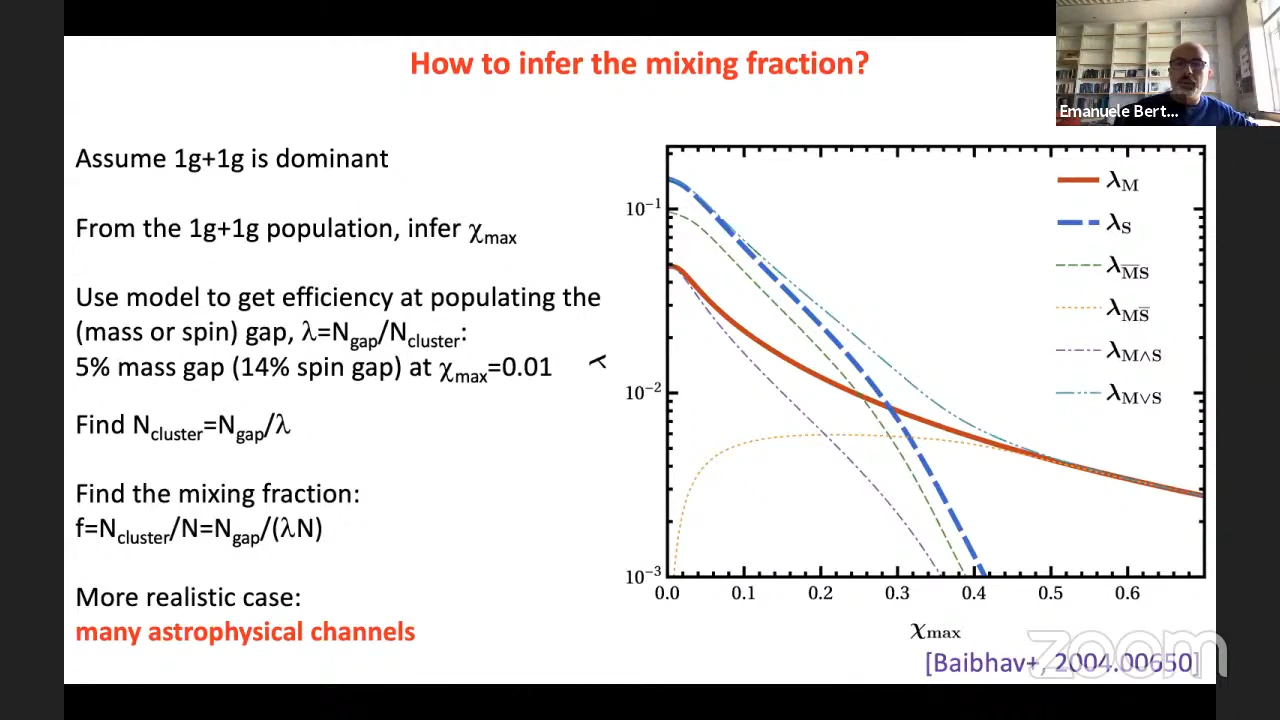 How to infer the mixing fraction?
Emanuele Bert...
Assume 1g+1g is dominant
From the 1g+1g population, infer χmax
Use model to get efficiency at populating the
(mass or spin) gap, λ=Ngap/Ncluster:
5% mass gap (14% spin gap) at χmax=0.01
Find Ncluster=Ngap/λ
Find the mixing fraction:
f=Ncluster/N=Ngap/(λN)
More realistic case:
many astrophysical channels
λ
10⁻¹
10⁻²
10⁻³
λM
λS
λM̅S
λMS̅
λM∧S
λM∨S
0.0 0.1 0.2 0.3 0.4 0.5 0.6
χmax
[Baibhav+, 2004.00650]
zoom